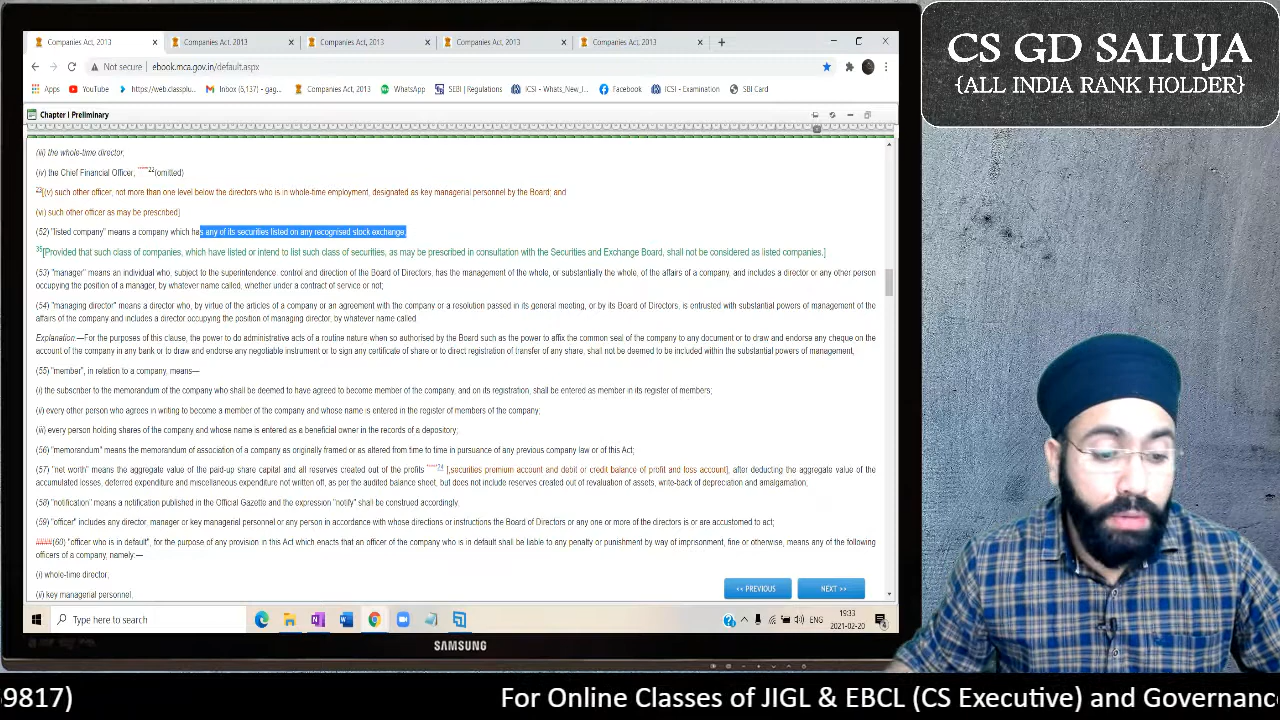 CS GD SALUJA
{ALL INDIA RANK HOLDER}
Companies Act, 2013
Companies Act, 2013
Companies Act, 2013
Companies Act, 2013
Companies Act, 2013
Not secure
ebook.mca.gov.in/default.aspx
Apps
YouTube
https://web.classplu...
Inbox (6,137) - gag...
Companies Act, 2013
WhatsApp
SEBI | Regulations
ICSI - Whats_New_I...
Facebook
ICSI - Examination
SBI Card
Chapter I Preliminary
(iii) the whole-time director;
(iv) the Chief Financial Officer; ****22(omitted)
23[(v) such other officer, not more than one level below the directors who is in whole-time employment, designated as key managerial personnel by the Board; and
(vi) such other officer as may be prescribed]
(52) "listed company" means a company which has any of its securities listed on any recognised stock exchange;
35[Provided that such class of companies, which have listed or intend to list such class of securities, as may be prescribed in consultation with the Securities and Exchange Board, shall not be considered as listed companies.]
(53) "manager" means an individual who, subject to the superintendence, control and direction of the Board of Directors, has the management of the whole, or substantially the whole, of the affairs of a company, and includes a director or any other person
occupying the position of a manager, by whatever name called, whether under a contract of service or not;
(54) "managing director" means a director who, by virtue of the articles of a company or an agreement with the company or a resolution passed in its general meeting, or by its Board of Directors, is entrusted with substantial powers of management of the
affairs of the company and includes a director occupying the position of managing director, by whatever name called.
Explanation.—For the purposes of this clause, the power to do administrative acts of a routine nature when so authorised by the Board such as the power to affix the common seal of the company to any document or to draw and endorse any cheque on the
account of the company in any bank or to draw and endorse any negotiable instrument or to sign any certificate of share or to direct registration of transfer of any share, shall not be deemed to be included within the substantial powers of management;
(55) "member", in relation to a company, means—
(i) the subscriber to the memorandum of the company who shall be deemed to have agreed to become member of the company, and on its registration, shall be entered as member in its register of members;
(ii) every other person who agrees in writing to become a member of the company and whose name is entered in the register of members of the company;
(iii) every person holding shares of the company and whose name is entered as a beneficial owner in the records of a depository;
(56) "memorandum" means the memorandum of association of a company as originally framed or as altered from time to time in pursuance of any previous company law or of this Act;
(57) "net worth" means the aggregate value of the paid-up share capital and all reserves created out of the profits ****24 [,securities premium account and debit or credit balance of profit and loss account], after deducting the aggregate value of the
accumulated losses, deferred expenditure and miscellaneous expenditure not written off, as per the audited balance sheet, but does not include reserves created out of revaluation of assets, write-back of depreciation and amalgamation;
(58) "notification" means a notification published in the Official Gazette and the expression "notify" shall be construed accordingly;
(59) "officer" includes any director, manager or key managerial personnel or any person in accordance with whose directions or instructions the Board of Directors or any one or more of the directors is or are accustomed to act;
####(60) "officer who is in default", for the purpose of any provision in this Act which enacts that an officer of the company who is in default shall be liable to any penalty or punishment by way of imprisonment, fine or otherwise, means any of the following
officers of a company, namely:—
(i) whole-time director;
(ii) key managerial personnel;
<< PREVIOUS
NEXT >>
Type here to search
ENG
19:33
2021-02-20
SAMSUNG
9817)
For Online Classes of JIGL & EBCL (CS Executive) and Governanc